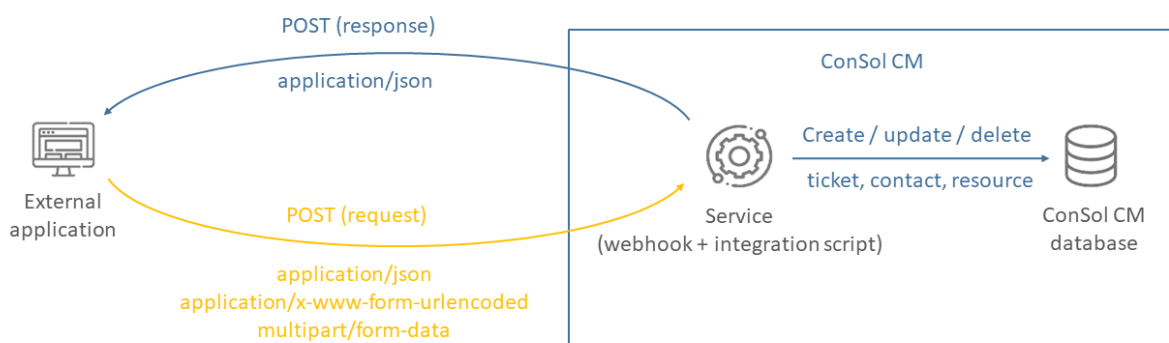 POST (response)
application/json
ConSol CM
Create / update / delete
ticket, contact, resource
External
application
POST (request)
Service
(webhook + integration script)
ConSol CM
database
application/json
application/x-www-form-urlencoded
multipart/form-data